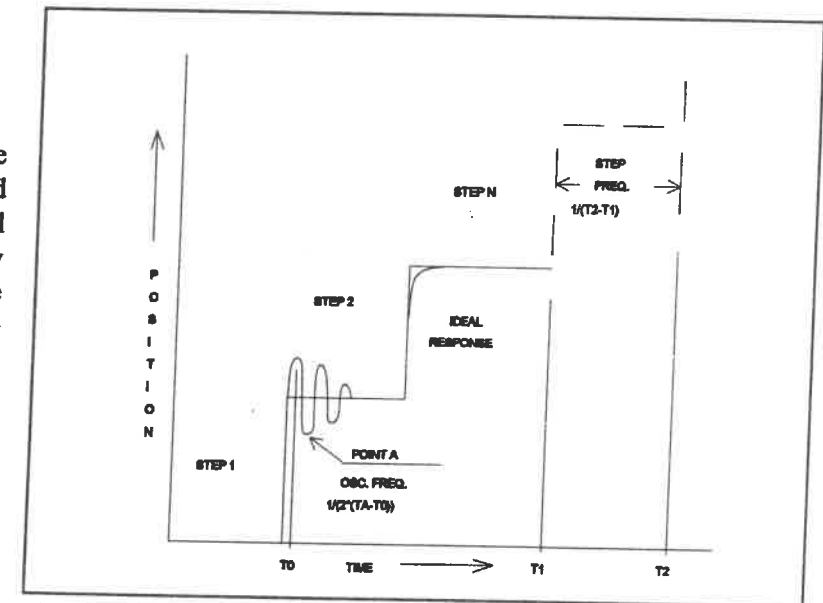 STEP
FREQ.
1/(T2-T1)
STEP N
POSITION
STEP 2
IDEAL
RESPONSE
STEP 1
POINT A
OSC. FREQ.
1/(2*(TA-T0))
T0
TIME
T1
T2